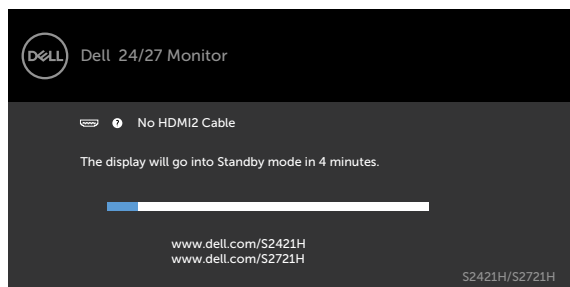 DELL Dell 24/27 Monitor
? No HDMI2 Cable
The display will go into Standby mode in 4 minutes.
www.dell.com/S2421H
www.dell.com/S2721H
S2421H/S2721H